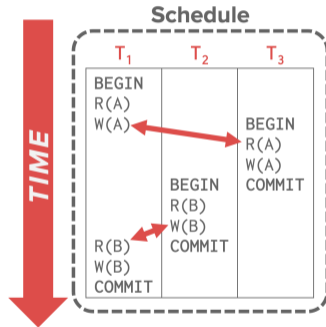 Schedule
TIME
T1 T2 T3
BEGIN
R(A)
W(A)
BEGIN
R(A)
W(A)
COMMIT
BEGIN
R(B)
W(B)
COMMIT
R(B)
W(B)
COMMIT